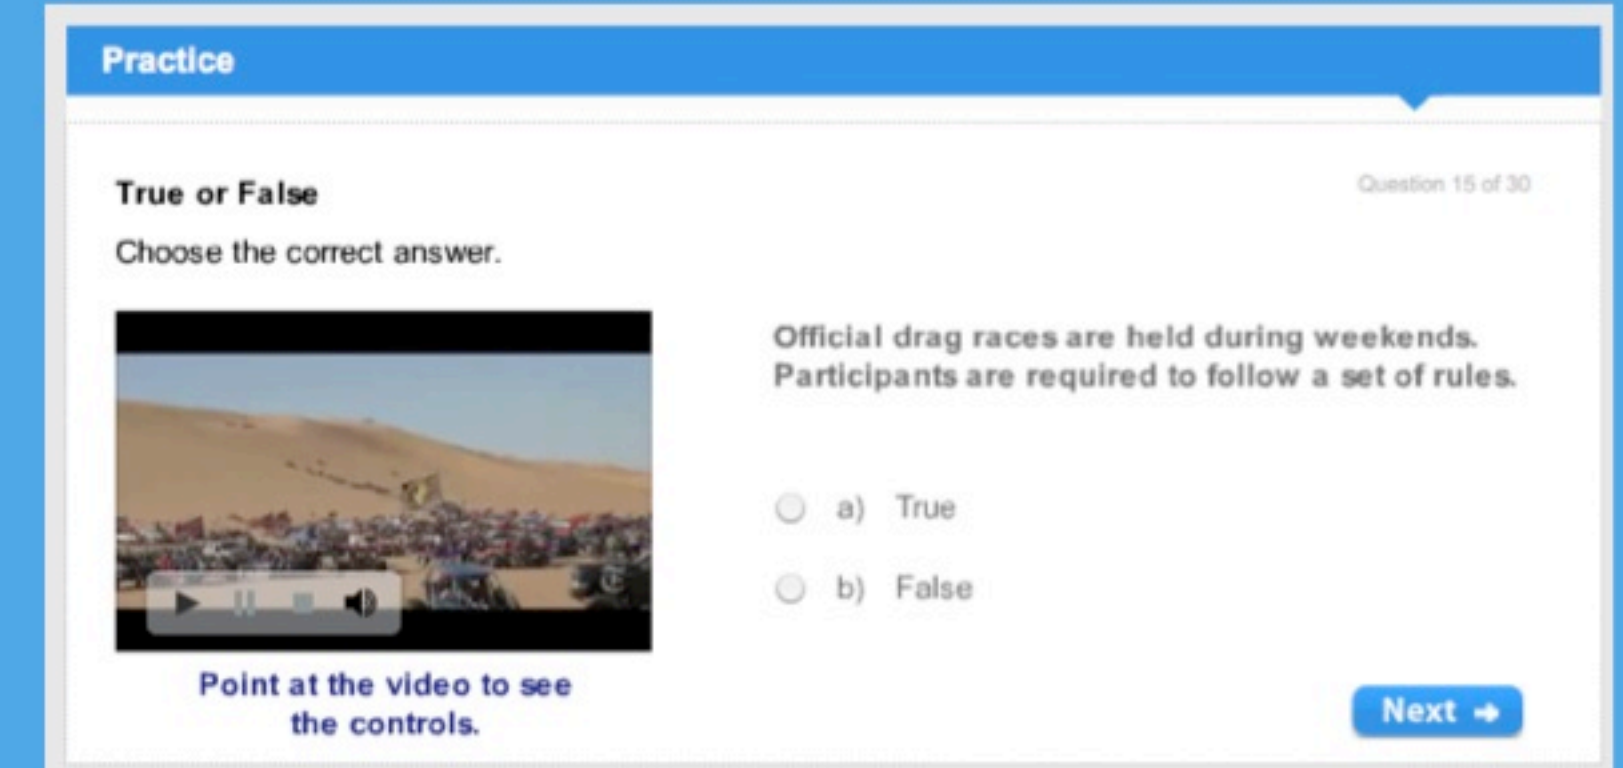 Practice
True or False
Question 15 of 30
Choose the correct answer.
Official drag races are held during weekends.
Participants are required to follow a set of rules.
a) True
b) False
Point at the video to see
the controls.
Next